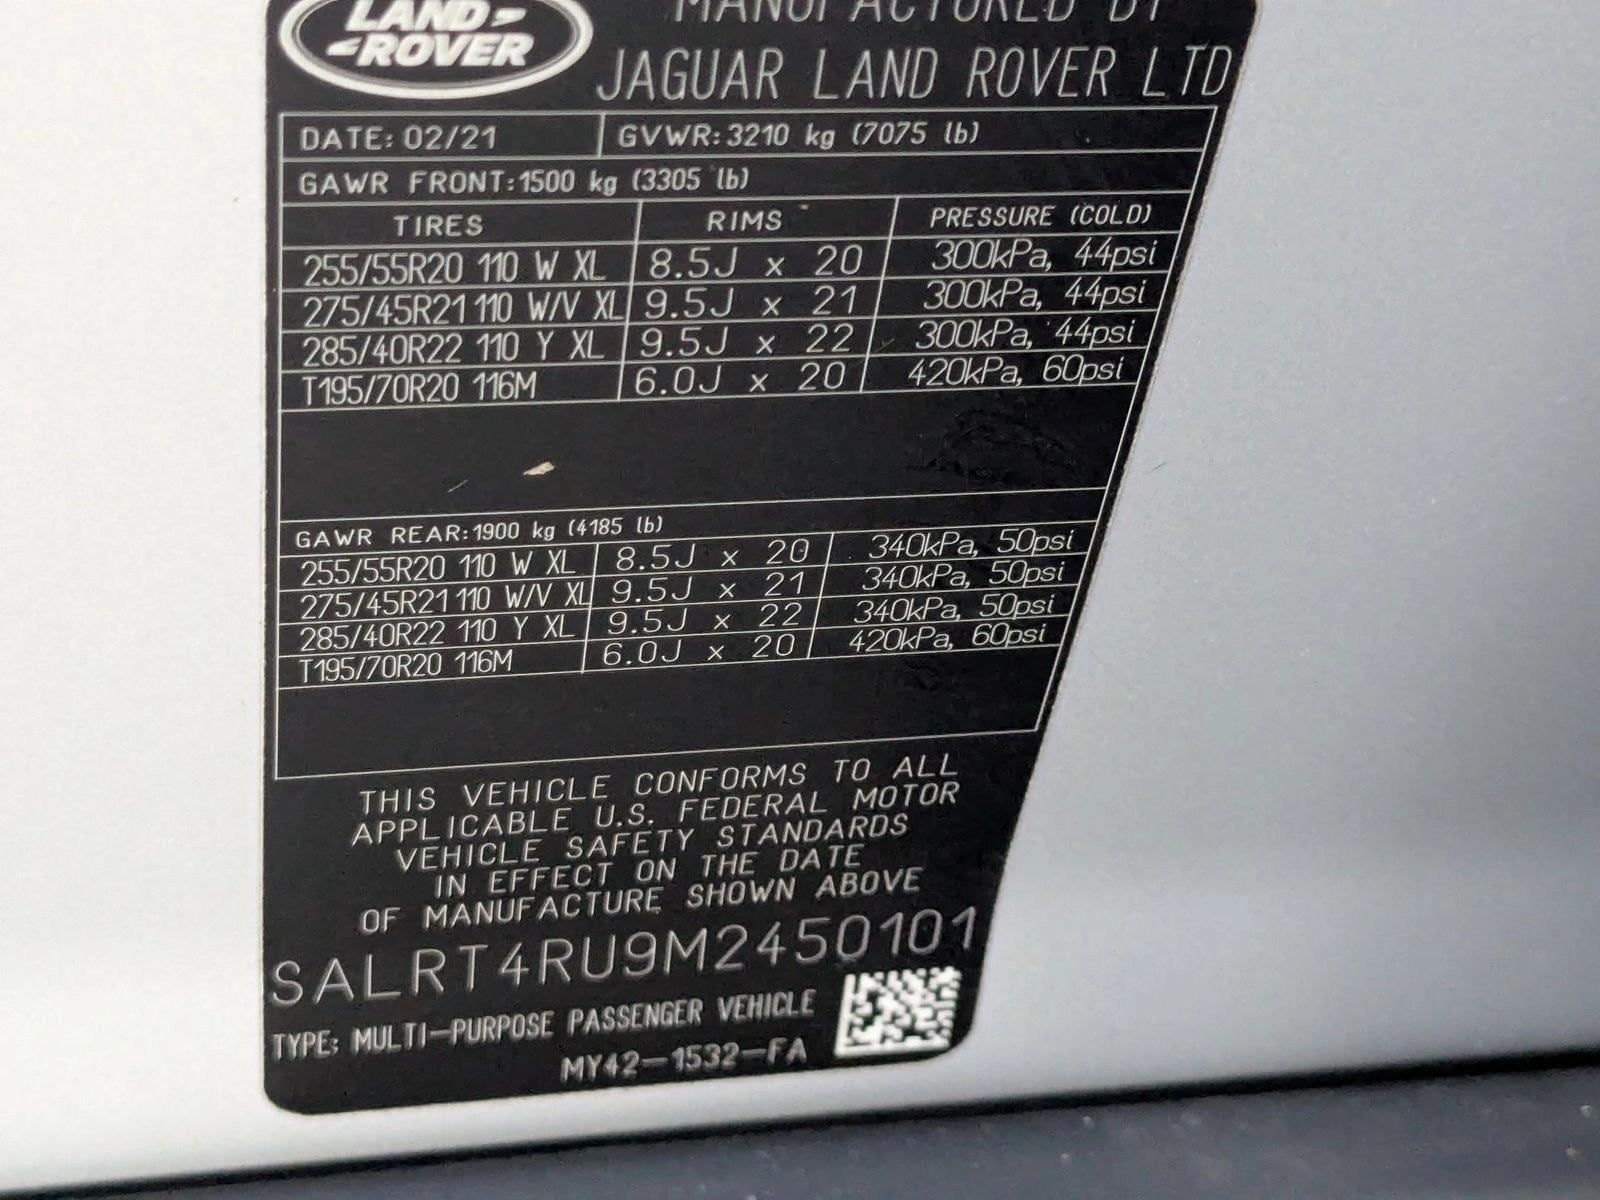 LAND-
-ROVER
MANUFACTURED BY
JAGUAR LAND ROVER LTD
DATE: 02/21 GVWR: 3210 kg (7075 lb)
GAWR FRONT: 1500 kg (3305 lb)
TIRES RIMS PRESSURE (COLD)
255/55R20 110 W XL 8.5J x 20 300kPa, 44psi
275/45R21 110 W/V XL 9.5J x 21 300kPa, 44psi
285/40R22 110 Y XL 9.5J x 22 300kPa, 44psi
T195/70R20 116M 6.0J x 20 420kPa, 60psi
GAWR REAR: 1900 kg (4185 lb)
255/55R20 110 W XL 8.5J x 20 340kPa, 50psi
275/45R21 110 W/V XL 9.5J x 21 340kPa, 50psi
285/40R22 110 Y XL 9.5J x 22 340kPa, 50psi
T195/70R20 116M 6.0J x 20 420kPa, 60psi
THIS VEHICLE CONFORMS TO ALL
APPLICABLE U.S. FEDERAL MOTOR
VEHICLE SAFETY STANDARDS
IN EFFECT ON THE DATE
OF MANUFACTURE SHOWN ABOVE
SALRT4RU9M2450101
TYPE: MULTI-PURPOSE PASSENGER VEHICLE
MY42-1532-FA